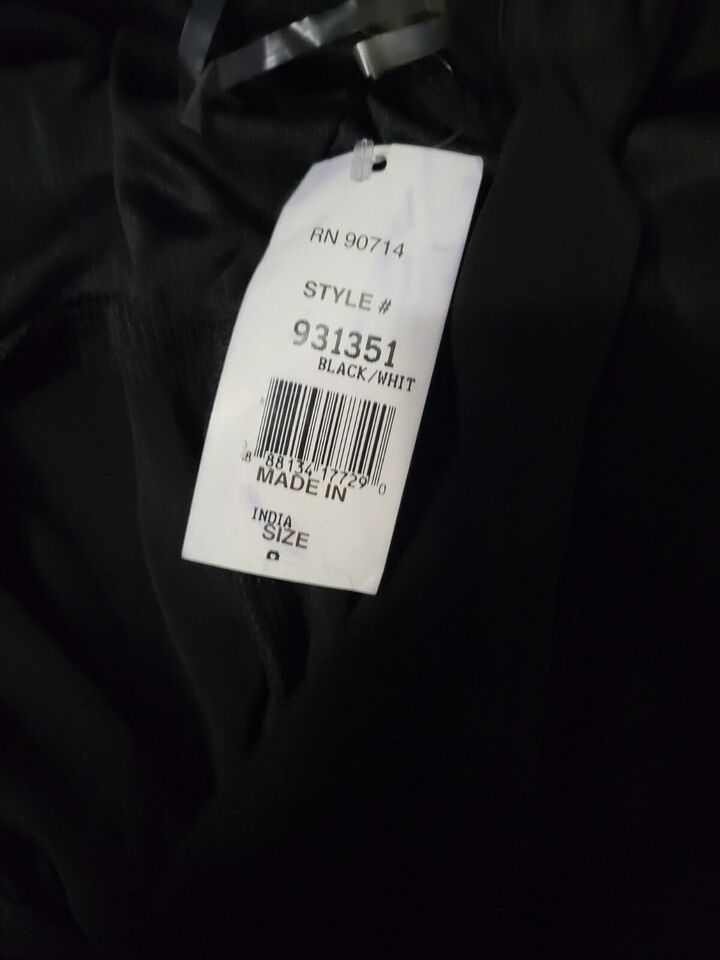 RN 90714
STYLE #
931351
BLACK/WHIT
8 88134 17729 0
MADE IN
INDIA
SIZE